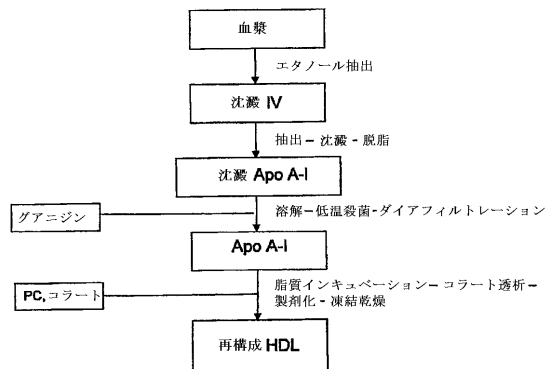 血漿
エタノール抽出
沈澱 IV
抽出－沈澱 - 脱脂
沈澱 Apo A-I
グアニジン
溶解－低温殺菌-ダイアフィルトレーション
Apo A-I
PC,コラート
脂質インキュベーション－コラート透析－
製剤化 - 凍結乾燥
再構成 HDL